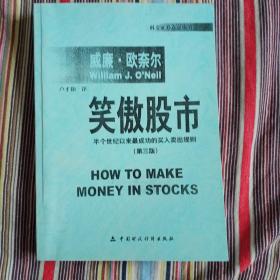 威廉·欧奈尔
William J. O'Neil
笑傲股市
半个世纪以来最成功的买入卖出规则
(第三版)
HOW TO MAKE
MONEY IN STOCKS
中国财政经济出版社